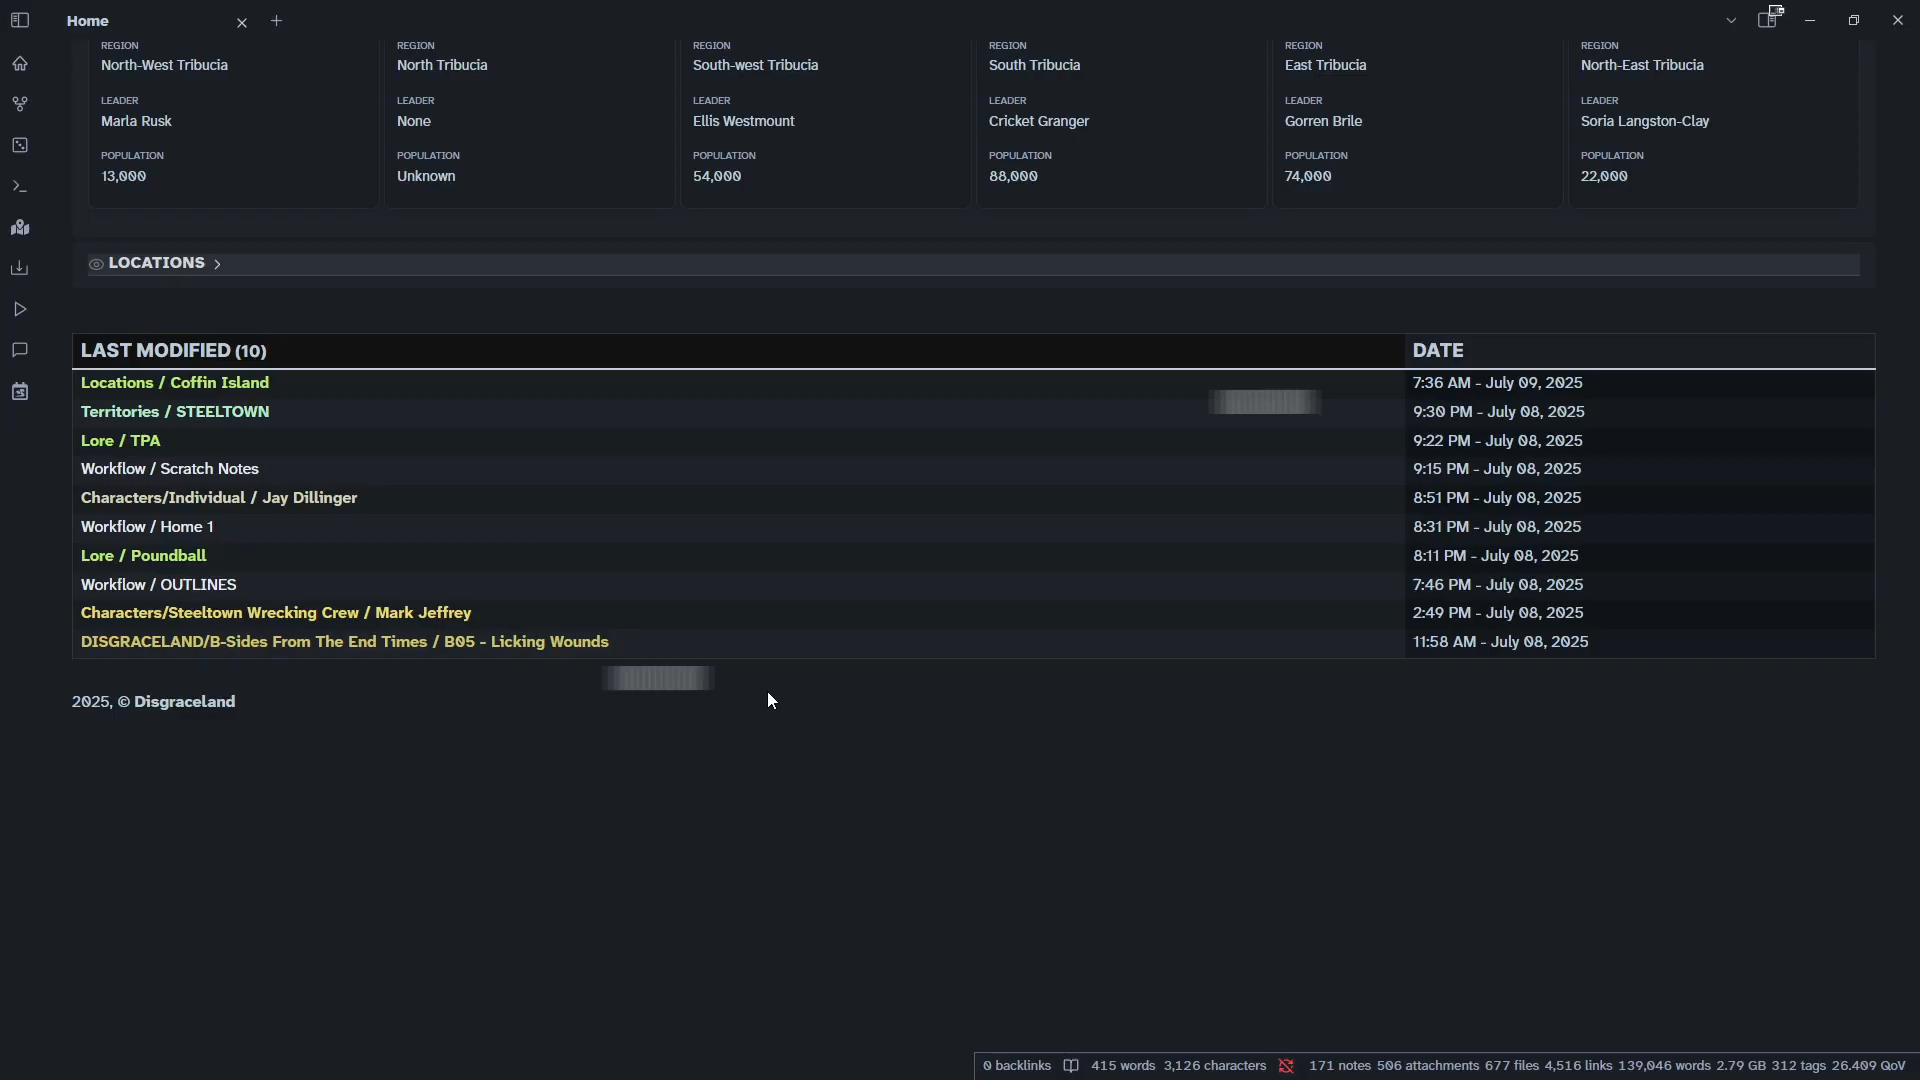 Home
REGION REGION REGION REGION REGION REGION
North-West Tribucia North Tribucia South-west Tribucia South Tribucia East Tribucia North-East Tribucia
LEADER LEADER LEADER LEADER LEADER LEADER
Marla Rusk None Ellis Westmount Cricket Granger Gorren Brile Soria Langston-Clay
POPULATION POPULATION POPULATION POPULATION POPULATION POPULATION
13,000 Unknown 54,000 88,000 74,000 22,000
LOCATIONS
LAST MODIFIED (10) DATE
Locations / Coffin Island 7:36 AM - July 09, 2025
Territories / STEELTOWN 9:30 PM - July 08, 2025
Lore / TPA 9:22 PM - July 08, 2025
Workflow / Scratch Notes 9:15 PM - July 08, 2025
Characters/Individual / Jay Dillinger 8:51 PM - July 08, 2025
Workflow / Home 1 8:31 PM - July 08, 2025
Lore / Poundball 8:11 PM - July 08, 2025
Workflow / OUTLINES 7:46 PM - July 08, 2025
Characters/Steeltown Wrecking Crew / Mark Jeffrey 2:49 PM - July 08, 2025
DISGRACELAND/B-Sides From The End Times / B05 - Licking Wounds 11:58 AM - July 08, 2025
2025, © Disgraceland
0 backlinks 415 words 3,126 characters 171 notes 506 attachments 677 files 4,516 links 139,046 words 2.79 GB 312 tags 26.409 QoV